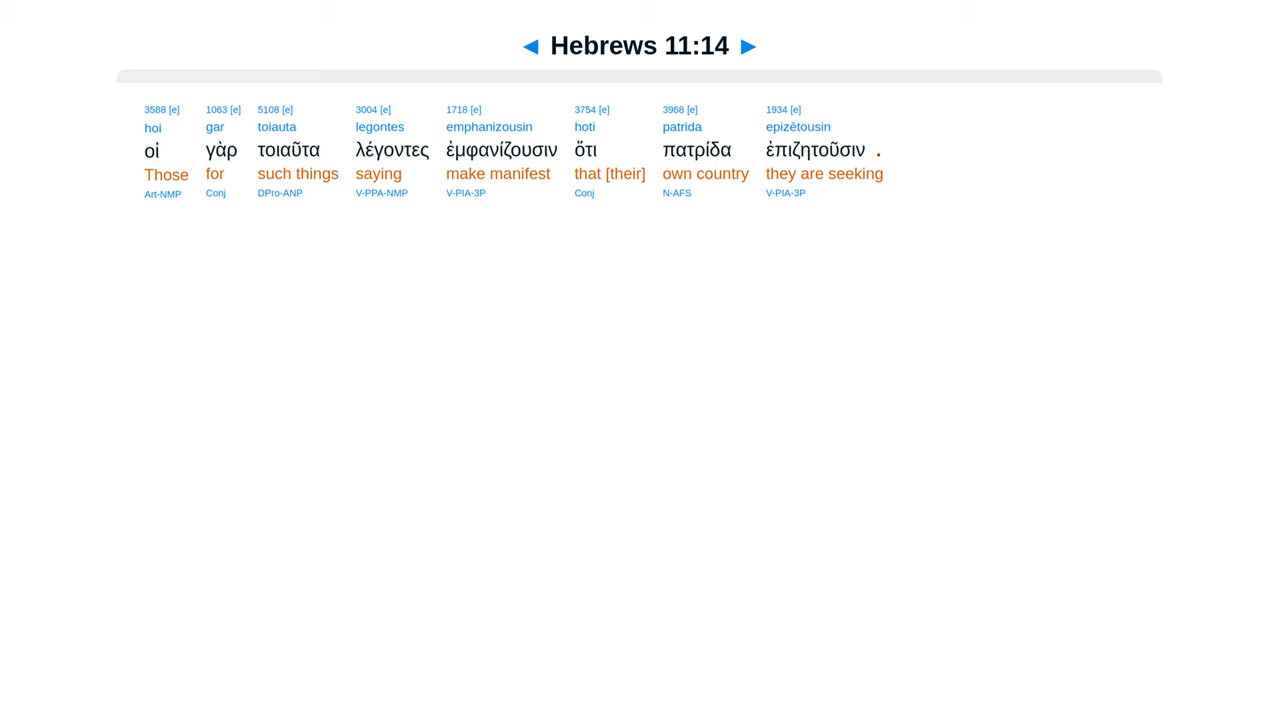 ◄ Hebrews 11:14 ►
3588 [e] 1063 [e] 5108 [e] 3004 [e] 1718 [e] 3754 [e] 3968 [e] 1934 [e]
hoi gar toiauta legontes emphanizousin hoti patrida epizētousin
οἱ γὰρ τοιαῦτα λέγοντες ἐμφανίζουσιν ὅτι πατρίδα ἐπιζητοῦσιν .
Those for such things saying make manifest that [their] own country they are seeking
Art-NMP Conj DPro-ANP V-PPA-NMP V-PIA-3P Conj N-AFS V-PIA-3P